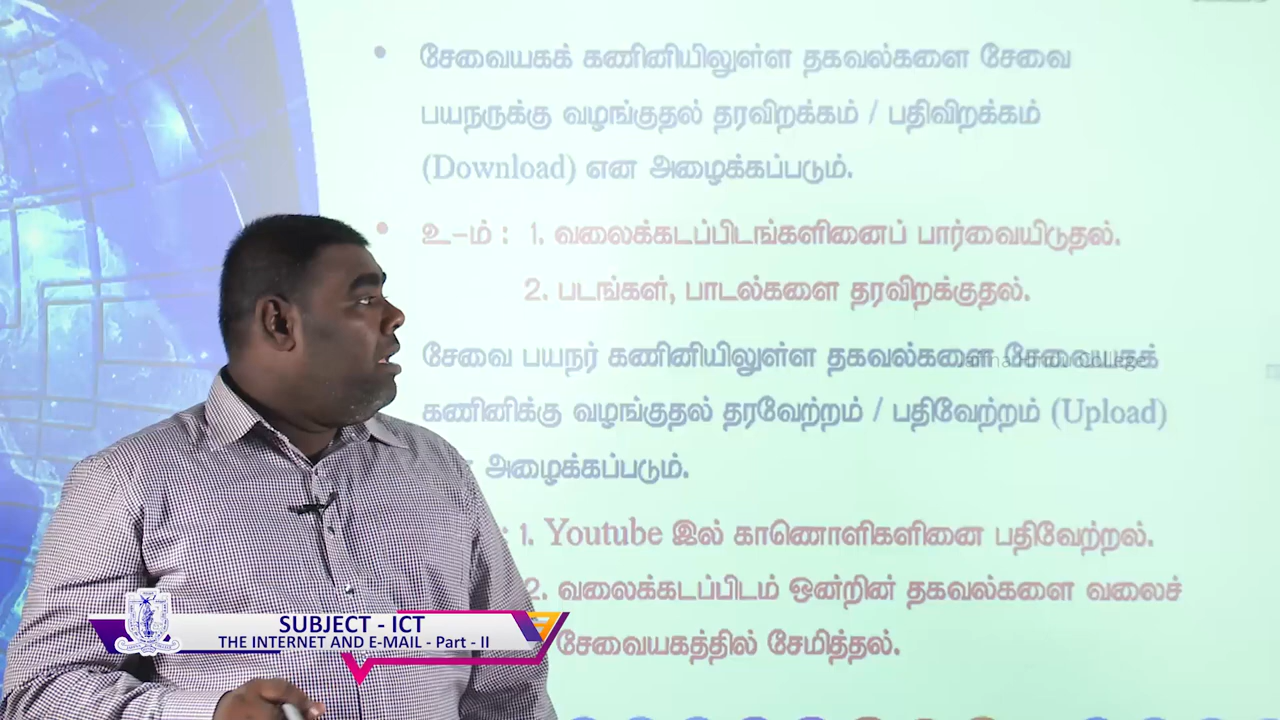 சேவையகக் கணினியிலுள்ள தகவல்களை சேவை
பயநருக்கு வழங்குதல் தரவிறக்கம் / பதிவிறக்கம்
(Download) என அழைக்கப்படும்.
உ-ம் : 1. வலைக்கடப்பிடங்களினைப் பார்வையிடுதல்.
2. படங்கள், பாடல்களை தரவிறக்குதல்.
சேவை பயநர் கணினியிலுள்ள தகவல்களை சேவையகக்
கணினிக்கு வழங்குதல் தரவேற்றம் / பதிவேற்றம் (Upload)
அழைக்கப்படும்.
: 1. Youtube இல் காணொளிகளினை பதிவேற்றல்.
2. வலைக்கடப்பிடம் ஒன்றின் தகவல்களை வலைச்
சேவையகத்தில் சேமித்தல்.
SUBJECT - ICT
THE INTERNET AND E-MAIL - Part - II